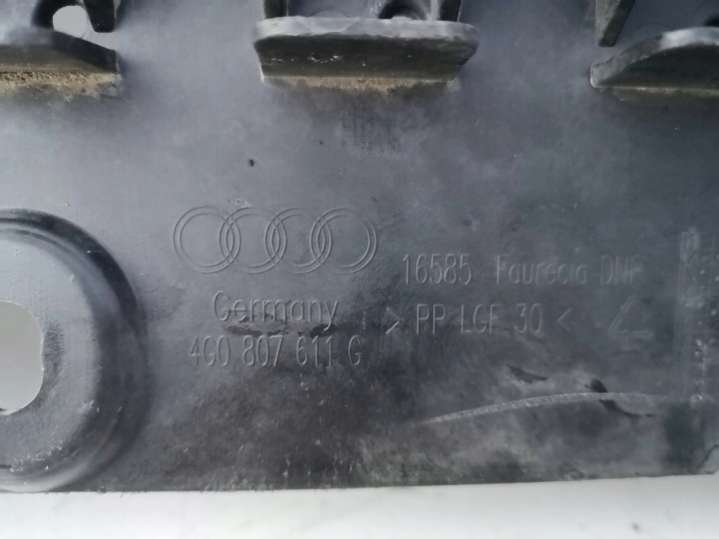 16585 Faurecia DNP
Germany > PP LGF 30 <
4G0 807 611 G